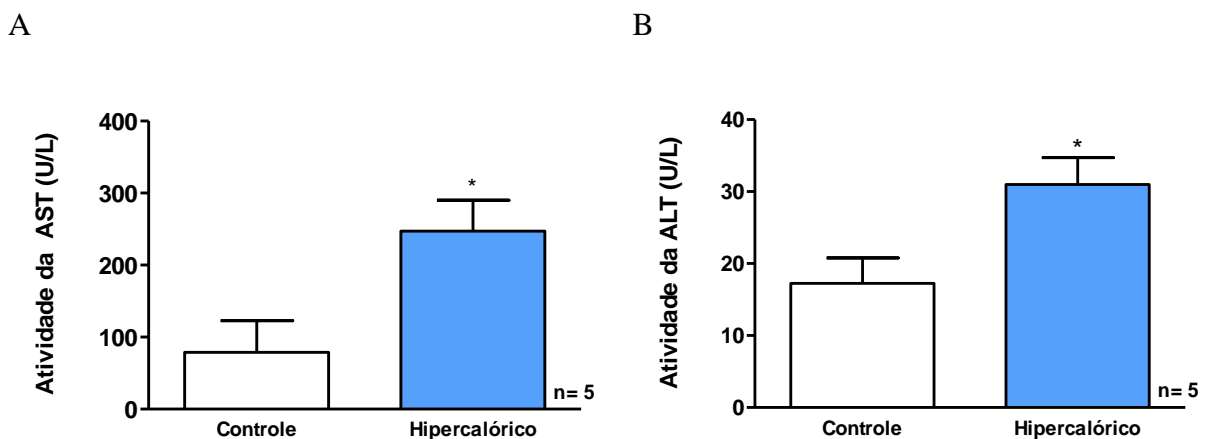 A
Atividade da AST (U/L)
400
300
200
100
0
*
n= 5
Controle
Hipercalórico
B
Atividade da ALT (U/L)
40
30
20
10
0
*
n= 5
Controle
Hipercalórico